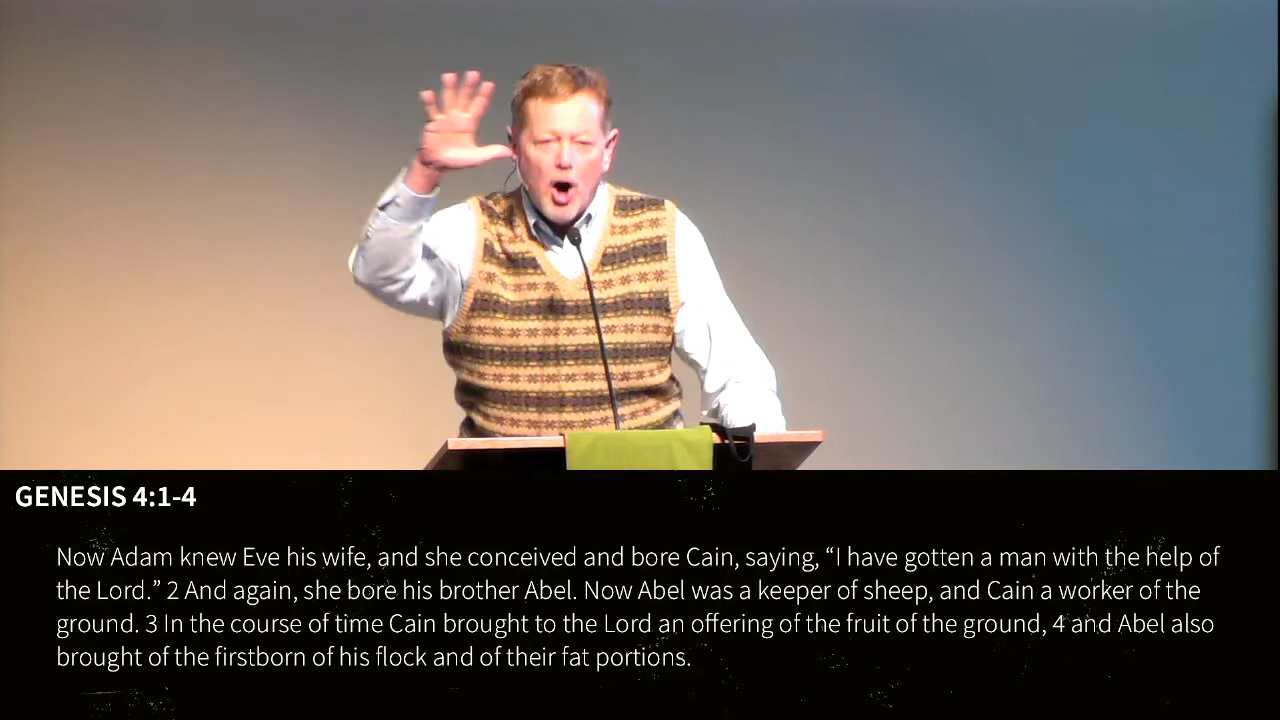 GENESIS 4:1-4
Now Adam knew Eve his wife, and she conceived and bore Cain, saying, “I have gotten a man with the help of
the Lord.” 2 And again, she bore his brother Abel. Now Abel was a keeper of sheep, and Cain a worker of the
ground. 3 In the course of time Cain brought to the Lord an offering of the fruit of the ground, 4 and Abel also
brought of the firstborn of his flock and of their fat portions.